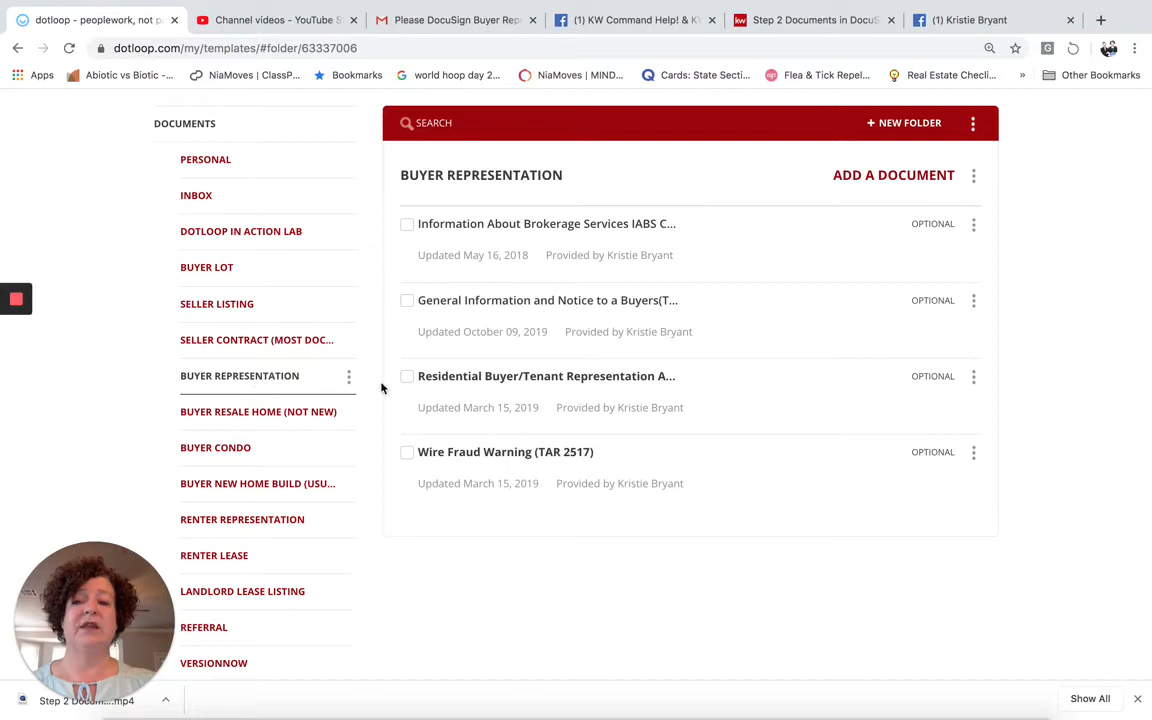 dotloop - peoplework, not pa
Channel videos - YouTube S
Please DocuSign Buyer Repr
(1) KW Command Help! & KW
Step 2 Documents in DocuS
(1) Kristie Bryant
dotloop.com/my/templates/#folder/63337006
Apps
Abiotic vs Biotic -...
NiaMoves | ClassP...
Bookmarks
world hoop day 2...
NiaMoves | MIND...
Cards: State Secti...
Flea & Tick Repel...
Real Estate Checli...
»
Other Bookmarks
DOCUMENTS
PERSONAL
INBOX
DOTLOOP IN ACTION LAB
BUYER LOT
SELLER LISTING
SELLER CONTRACT (MOST DOC...
BUYER REPRESENTATION
BUYER RESALE HOME (NOT NEW)
BUYER CONDO
BUYER NEW HOME BUILD (USU...
RENTER REPRESENTATION
RENTER LEASE
LANDLORD LEASE LISTING
REFERRAL
VERSIONNOW
SEARCH
+ NEW FOLDER
BUYER REPRESENTATION
ADD A DOCUMENT
Information About Brokerage Services IABS C...
OPTIONAL
Updated May 16, 2018 Provided by Kristie Bryant
General Information and Notice to a Buyers(T...
OPTIONAL
Updated October 09, 2019 Provided by Kristie Bryant
Residential Buyer/Tenant Representation A...
OPTIONAL
Updated March 15, 2019 Provided by Kristie Bryant
Wire Fraud Warning (TAR 2517)
OPTIONAL
Updated March 15, 2019 Provided by Kristie Bryant
Step 2 Docum....mp4
Show All